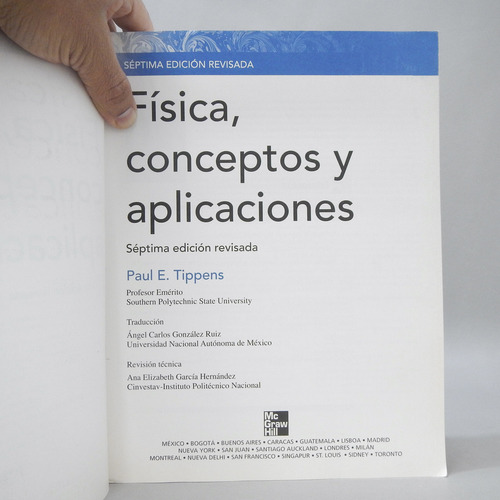 SÉPTIMA EDICIÓN REVISADA
Física,
conceptos y
aplicaciones
Séptima edición revisada
Paul E. Tippens
Profesor Emérito
Southern Polytechnic State University
Traducción
Ángel Carlos González Ruiz
Universidad Nacional Autónoma de México
Revisión técnica
Ana Elizabeth García Hernández
Cinvestav-Instituto Politécnico Nacional
Mc
Graw
Hill
MÉXICO • BOGOTÁ • BUENOS AIRES • CARACAS • GUATEMALA • LISBOA • MADRID
NUEVA YORK • SAN JUAN • SANTIAGO AUCKLAND • LONDRES • MILÁN
MONTREAL • NUEVA DELHI • SAN FRANCISCO • SINGAPUR • ST. LOUIS • SIDNEY • TORONTO